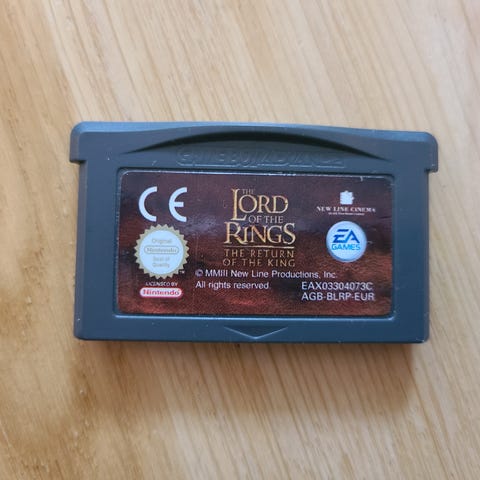 GAME BOY ADVANCE
CE
THE
LORD
OF THE
RINGS
THE RETURN
OF THE KING
NEW LINE CINEMA
EA
GAMES
Original
Nintendo
Seal of
Quality
LICENSED BY
Nintendo
© MMIII New Line Productions, Inc.
All rights reserved.
EAX03304073C
AGB-BLRP-EUR